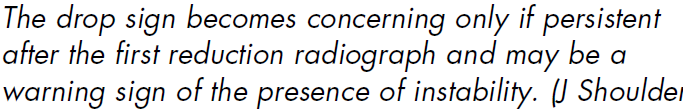 The drop sign becomes concerning only if persistent
after the first reduction radiograph and may be a
warning sign of the presence of instability. (J Shoulder